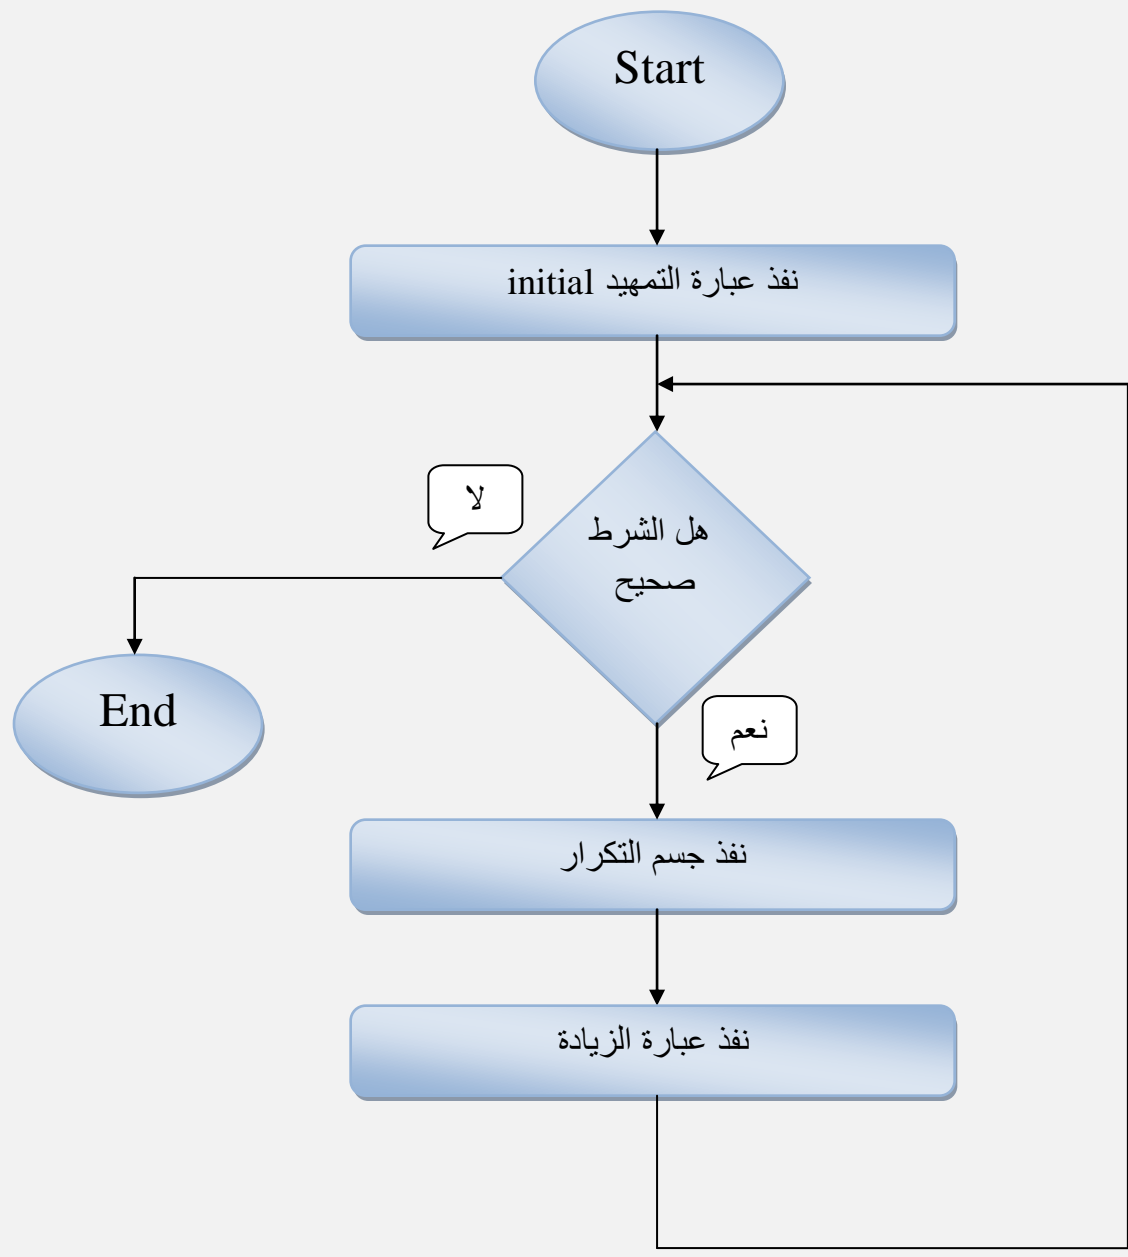 Start
نفذ عبارة التمهيد initial
لا
هل الشرط
صحيح
End
نعم
نفذ جسم التكرار
نفذ عبارة الزيادة